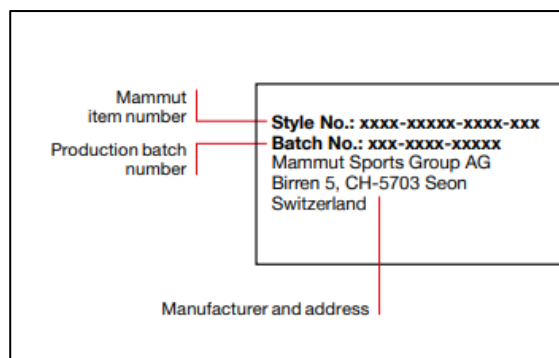 Mammut
item number
Production batch
number
Style No.: xxxx-xxxxx-xxxx-xxx
Batch No.: xxx-xxxx-xxxxx
Mammut Sports Group AG
Birren 5, CH-5703 Seon
Switzerland
Manufacturer and address